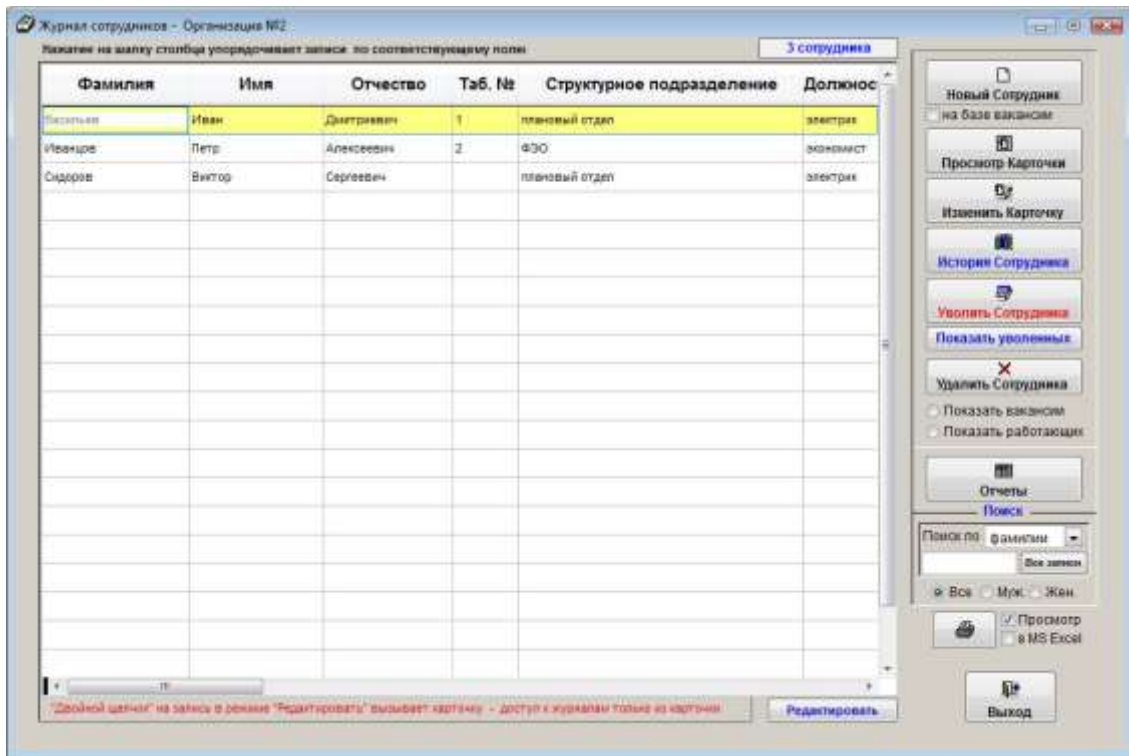 Журнал сотрудников - Организация №2
Нажатие на шапку столбца упорядочивает записи по соответствующему полю
3 сотрудника
Фамилия Имя Отчество Таб. № Структурное подразделение Должнос
Васильев Иван Дмитриевич 1 плановый отдел электрик
Иванцов Петр Алексеевич 2 ФЭО экономист
Сидоров Виктор Сергеевич плановый отдел электрик
Новый Сотрудник
на базе вакансии
Просмотр Карточки
Изменить Карточку
История Сотрудника
Уволить Сотрудника
Показать уволенных
Удалить Сотрудника
Показать вакансии
Показать работающих
Отчеты
Поиск
Поиск по фамилии
Все записи
Все Муж. Жен.
Просмотр
в MS Excel
Выход
"Двойной щелчок" на запись в режиме "Редактировать" вызывает карточку - доступ к журналам только из карточки
Редактировать